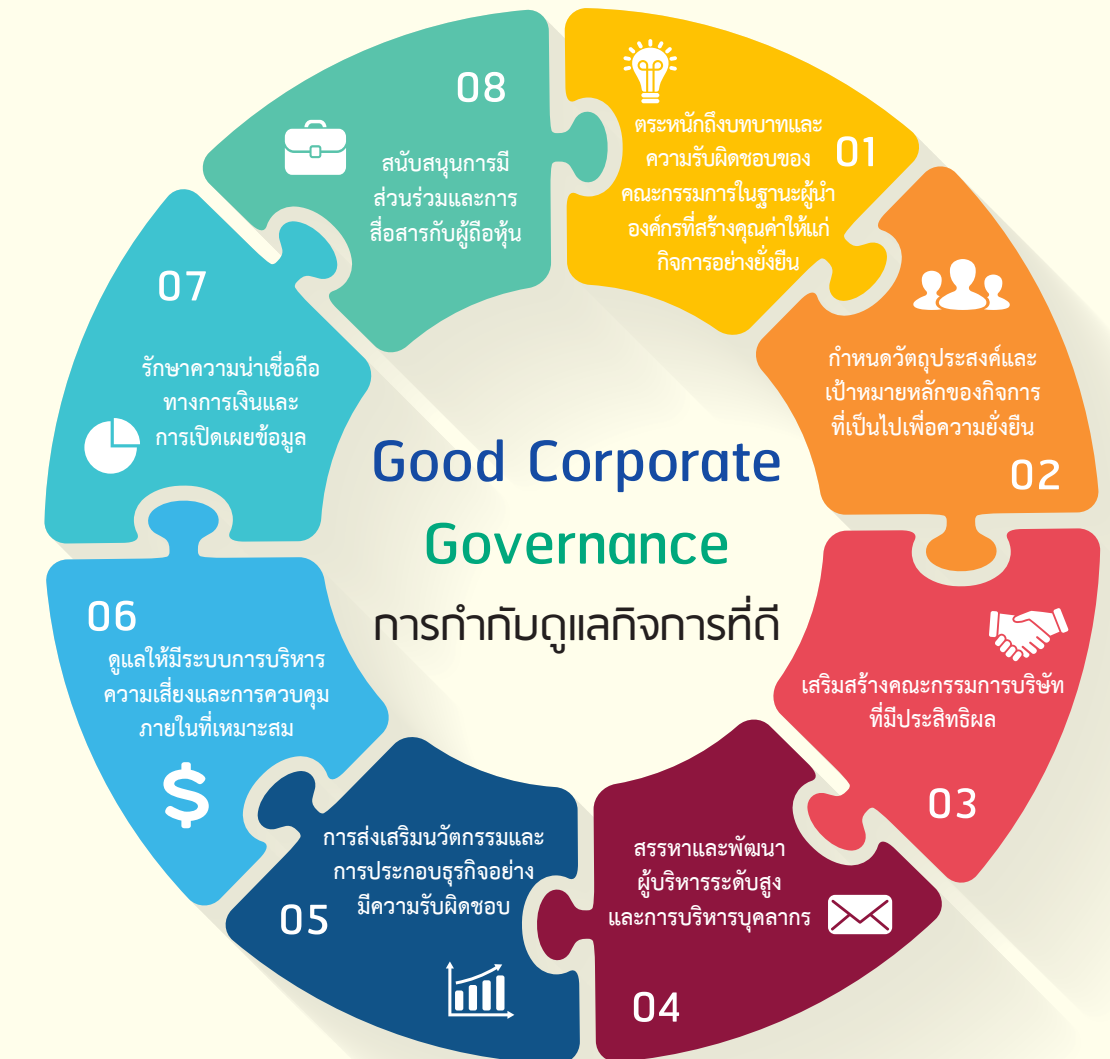 Good Corporate
Governance
การกำกับดูแลกิจการที่ดี
01
ตระหนักถึงบทบาทและ
ความรับผิดชอบของ
คณะกรรมการในฐานะผู้นำ
องค์กรที่สร้างคุณค่าให้แก่
กิจการอย่างยั่งยืน
กำหนดวัตถุประสงค์และ
เป้าหมายหลักของกิจการ
ที่เป็นไปเพื่อความยั่งยืน
02
เสริมสร้างคณะกรรมการบริษัท
ที่มีประสิทธิผล
03
สรรหาและพัฒนา
ผู้บริหารระดับสูง
และการบริหารบุคลากร
04
การส่งเสริมนวัตกรรมและ
การประกอบธุรกิจอย่าง
มีความรับผิดชอบ
05
06
ดูแลให้มีระบบการบริหาร
ความเสี่ยงและการควบคุม
ภายในที่เหมาะสม
$
07
รักษาความน่าเชื่อถือ
ทางการเงินและ
การเปิดเผยข้อมูล
08
สนับสนุนการมี
ส่วนร่วมและการ
สื่อสารกับผู้ถือหุ้น